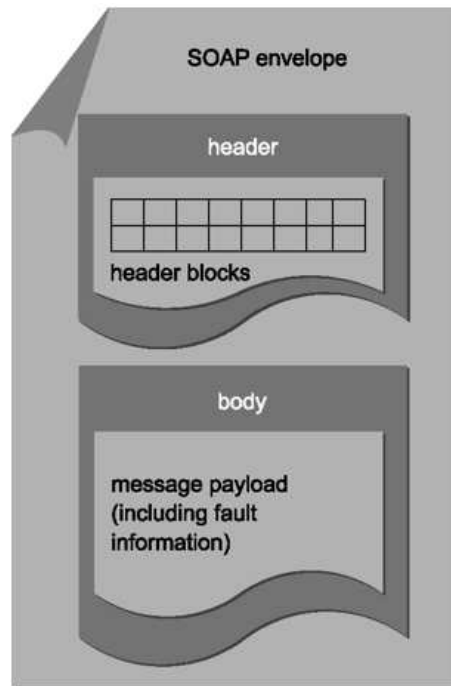 SOAP envelope
header
header blocks
body
message payload
(including fault
information)